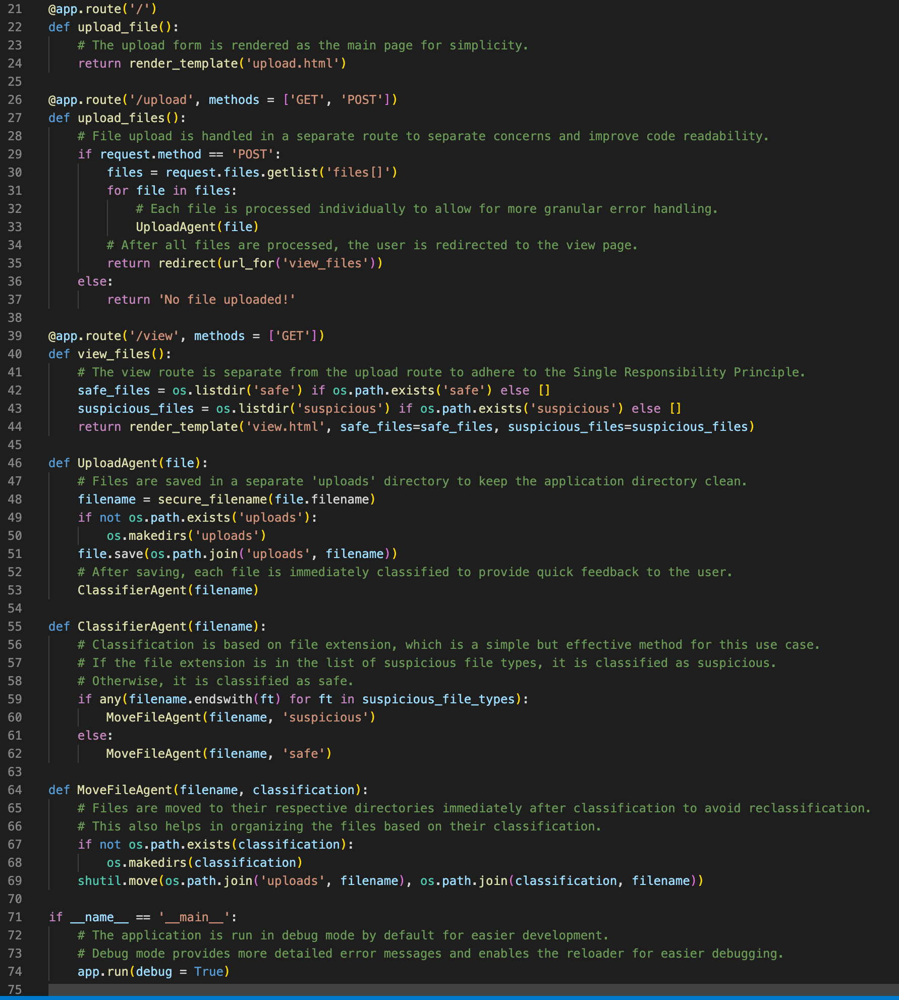 21 @app.route('/')
22 def upload_file():
23     # The upload form is rendered as the main page for simplicity.
24     return render_template('upload.html')
25
26 @app.route('/upload', methods = ['GET', 'POST'])
27 def upload_files():
28     # File upload is handled in a separate route to separate concerns and improve code readability.
29     if request.method == 'POST':
30         files = request.files.getlist('files[]')
31         for file in files:
32             # Each file is processed individually to allow for more granular error handling.
33             UploadAgent(file)
34         # After all files are processed, the user is redirected to the view page.
35         return redirect(url_for('view_files'))
36     else:
37         return 'No file uploaded!'
38
39 @app.route('/view', methods = ['GET'])
40 def view_files():
41     # The view route is separate from the upload route to adhere to the Single Responsibility Principle.
42     safe_files = os.listdir('safe') if os.path.exists('safe') else []
43     suspicious_files = os.listdir('suspicious') if os.path.exists('suspicious') else []
44     return render_template('view.html', safe_files=safe_files, suspicious_files=suspicious_files)
45
46 def UploadAgent(file):
47     # Files are saved in a separate 'uploads' directory to keep the application directory clean.
48     filename = secure_filename(file.filename)
49     if not os.path.exists('uploads'):
50         os.makedirs('uploads')
51     file.save(os.path.join('uploads', filename))
52     # After saving, each file is immediately classified to provide quick feedback to the user.
53     ClassifierAgent(filename)
54
55 def ClassifierAgent(filename):
56     # Classification is based on file extension, which is a simple but effective method for this use case.
57     # If the file extension is in the list of suspicious file types, it is classified as suspicious.
58     # Otherwise, it is classified as safe.
59     if any(filename.endswith(ft) for ft in suspicious_file_types):
60         MoveFileAgent(filename, 'suspicious')
61     else:
62         MoveFileAgent(filename, 'safe')
63
64 def MoveFileAgent(filename, classification):
65     # Files are moved to their respective directories immediately after classification to avoid reclassification.
66     # This also helps in organizing the files based on their classification.
67     if not os.path.exists(classification):
68         os.makedirs(classification)
69     shutil.move(os.path.join('uploads', filename), os.path.join(classification, filename))
70
71 if __name__ == '__main__':
72     # The application is run in debug mode by default for easier development.
73     # Debug mode provides more detailed error messages and enables the reloader for easier debugging.
74     app.run(debug = True)
75